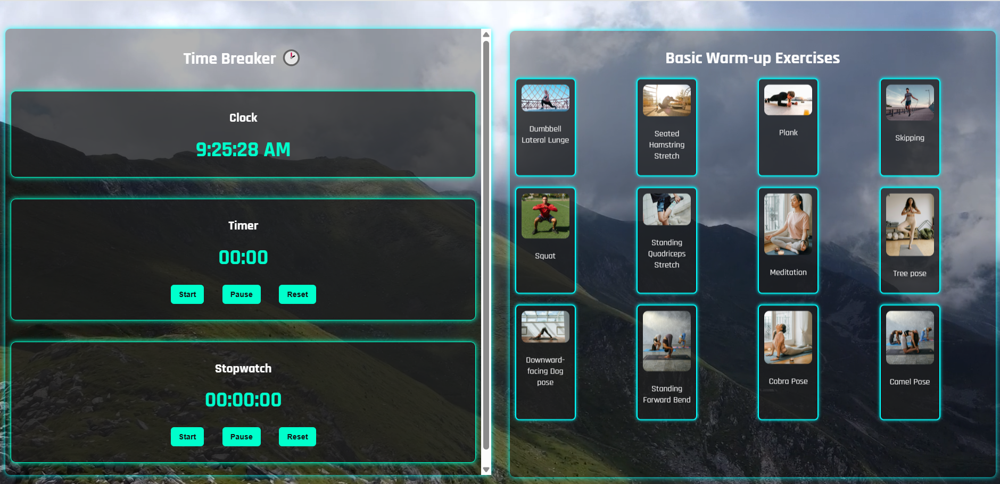 Time Breaker
Clock
9:25:28 AM
Timer
00:00
Start Pause Reset
Stopwatch
00:00:00
Start Pause Reset
Basic Warm-up Exercises
Dumbbell
Lateral Lunge
Seated
Hamstring
Stretch
Plank
Skipping
Squat
Standing
Quadriceps
Stretch
Meditation
Tree pose
Downward-
facing Dog
pose
Standing
Forward Bend
Cobra Pose
Camel Pose